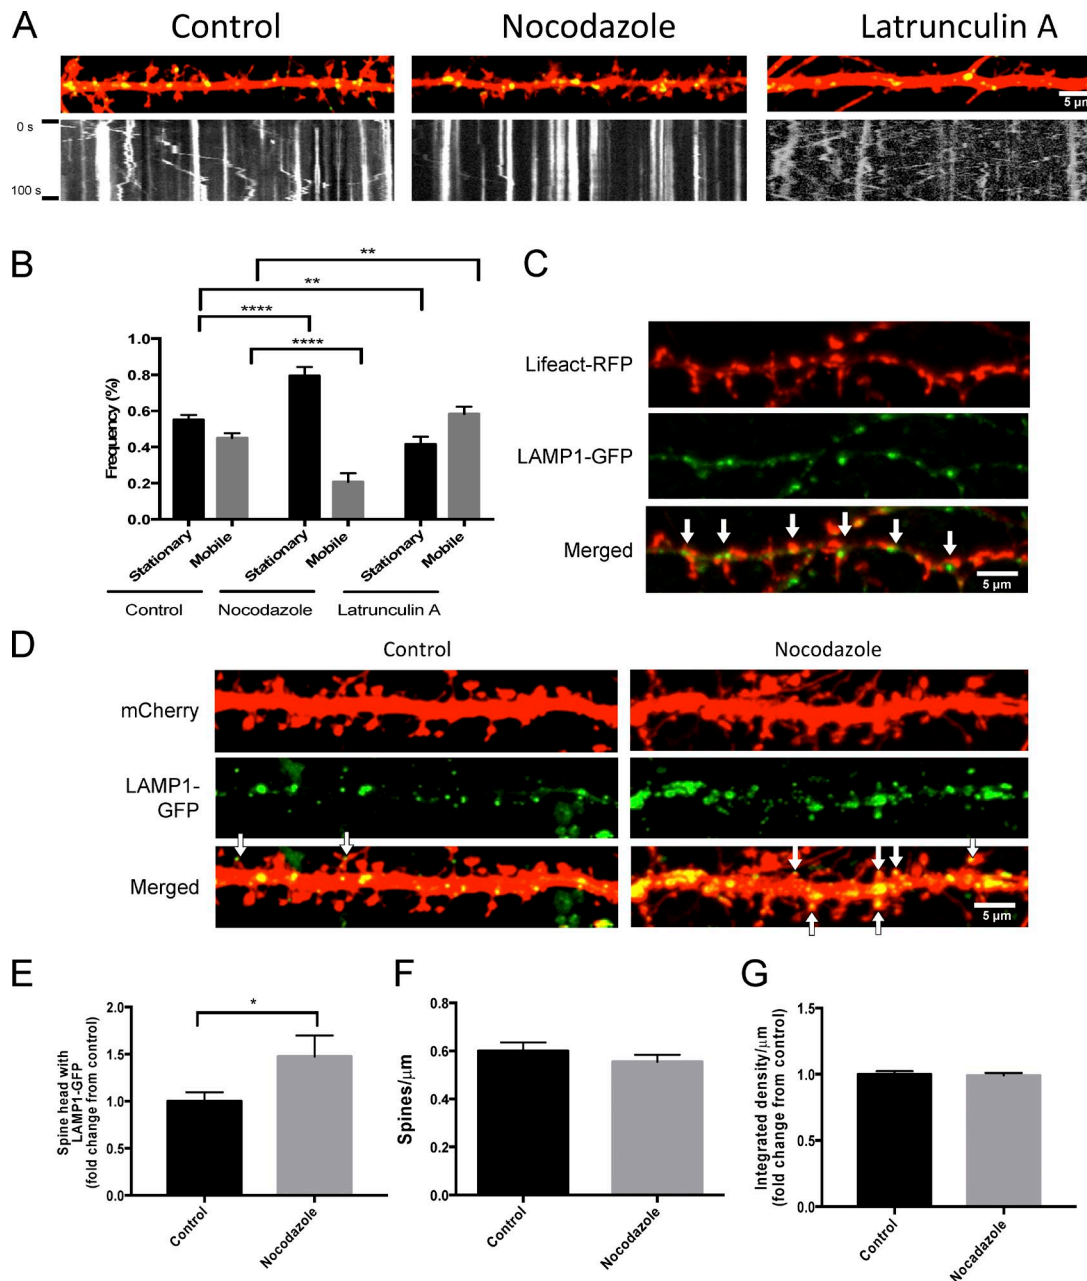 A
Control
Nocodazole
Latrunculin A
5 µm
0 s
100 s
B
**
**
****
****
Frequency (%)
1.0
0.8
0.6
0.4
0.2
0.0
Stationary
Mobile
Stationary
Mobile
Stationary
Mobile
Control
Nocodazole
Latrunculin A
C
Lifeact-RFP
LAMP1-GFP
Merged
5 µm
D
Control
Nocodazole
mCherry
LAMP1-
GFP
Merged
5 µm
E
Spine head with
LAMP1-GFP
(fold change from control)
2.0
1.5
1.0
0.5
0.0
*
Control
Nocodazole
F
Spines/µm
0.8
0.6
0.4
0.2
0.0
Control
Nocodazole
G
Integrated density/µm
(fold change from control)
1.5
1.0
0.5
0.0
Control
Nocadazole